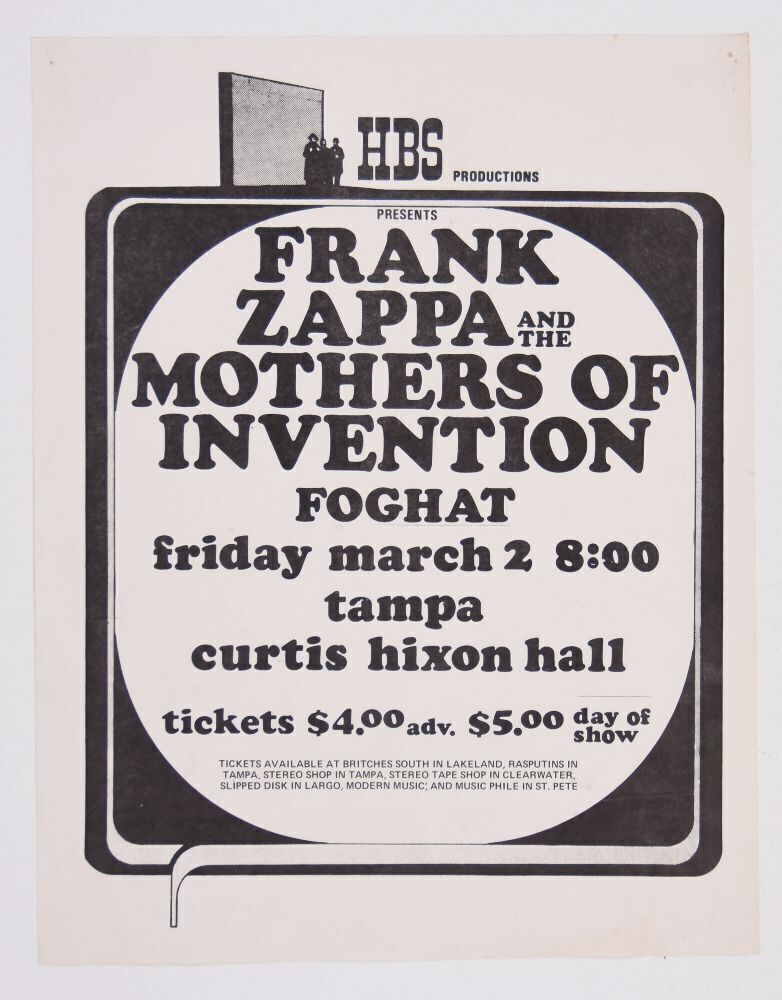 HBS PRODUCTIONS
PRESENTS
FRANK
ZAPPA AND THE
MOTHERS OF
INVENTION
FOGHAT
friday march 2 8:00
tampa
curtis hixon hall
tickets $4.00 adv. $5.00 day of show
TICKETS AVAILABLE AT BRITCHES SOUTH IN LAKELAND, RASPUTINS IN
TAMPA, STEREO SHOP IN TAMPA, STEREO TAPE SHOP IN CLEARWATER,
SLIPPED DISK IN LARGO, MODERN MUSIC, AND MUSIC PHILE IN ST. PETE